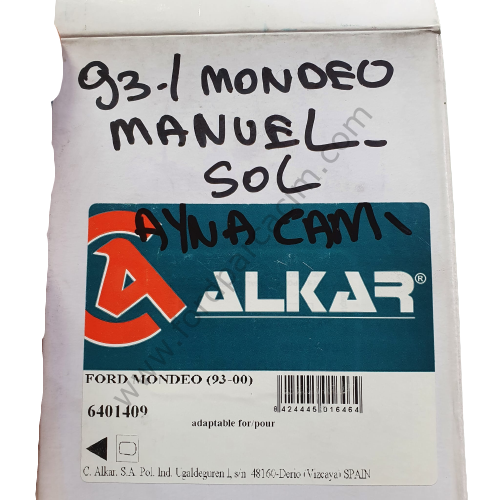 93-1 MONDEO
MANUEL
SOL
AYNA CAMI
ALKAR®
FORD MONDEO (93-00)
6401409
8424445016464
adaptable for/pour
C. Alkar. S.A. Pol. Ind. Ugaldeguren I, s/n 48160-Derio (Vizcaya) SPAIN